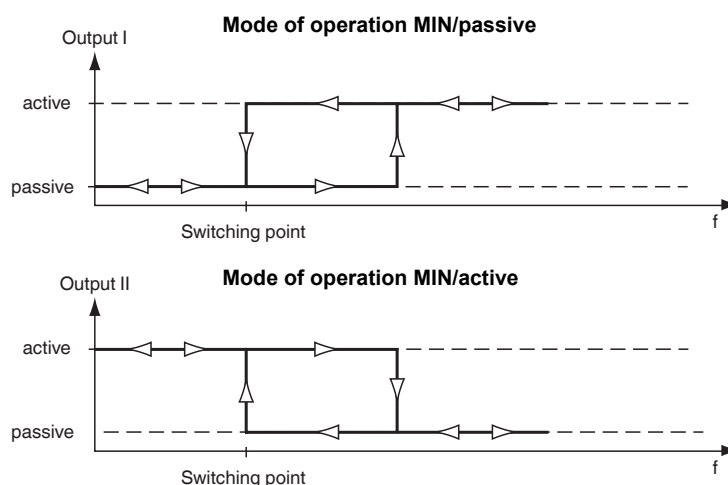 Mode of operation MIN/passive
Output I
active
passive
Switching point
f
Mode of operation MIN/active
Output II
active
passive
Switching point
f